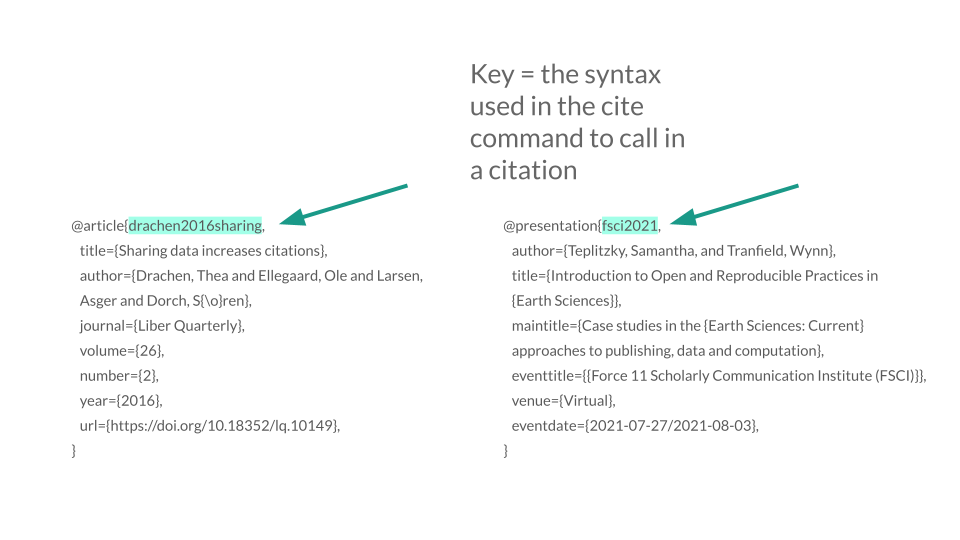 Key = the syntax
used in the cite
command to call in
a citation
@article{drachen2016sharing,
title={Sharing data increases citations},
author={Drachen, Thea and Ellegaard, Ole and Larsen,
Asger and Dorch, S{\o}ren},
journal={Liber Quarterly},
volume={26},
number={2},
year={2016},
url={https://doi.org/10.18352/lq.10149},
}
@presentation{fsci2021,
author={Teplitzky, Samantha, and Tranfield, Wynn},
title={Introduction to Open and Reproducible Practices in
{Earth Sciences}},
maintitle={Case studies in the {Earth Sciences: Current}
approaches to publishing, data and computation},
eventtitle={{Force 11 Scholarly Communication Institute (FSCI)}},
venue={Virtual},
eventdate={2021-07-27/2021-08-03},
}